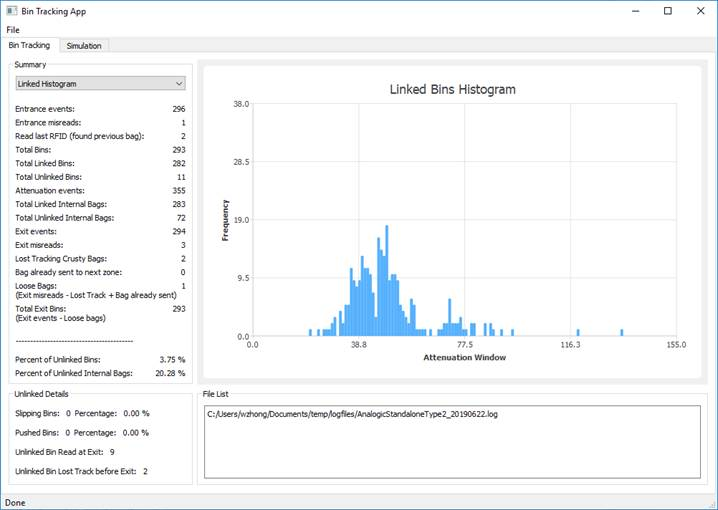 Bin Tracking App
File
Bin Tracking
Simulation
Summary
Linked Histogram
Entrance events: 296
Entrance misreads: 1
Read last RFID (found previous bag): 2
Total Bins: 293
Total Linked Bins: 282
Total Unlinked Bins: 11
Attenuation events: 355
Total Linked Internal Bags: 283
Total Unlinked Internal Bags: 72
Exit events: 294
Exit misreads: 3
Lost Tracking Crusty Bags: 2
Bag already sent to next zone: 0
Loose Bags: 1
(Exit misreads - Lost Track + Bag already sent)
Total Exit Bins: 293
(Exit events - Loose bags)
-----------------------------------------
Percent of Unlinked Bins: 3.75 %
Percent of Unlinked Internal Bags: 20.28 %
Linked Bins Histogram
38.0
28.5
19.0
9.5
0.0
Frequency
0.0 38.8 77.5 116.3 155.0
Attenuation Window
Unlinked Details
Slipping Bins: 0 Percentage: 0.00 %
Pushed Bins: 0 Percentage: 0.00 %
Unlinked Bin Read at Exit: 9
Unlinked Bin Lost Track before Exit: 2
File List
C:/Users/wzhong/Documents/temp/logfiles/AnalogicStandaloneType2_20190622.log
Done